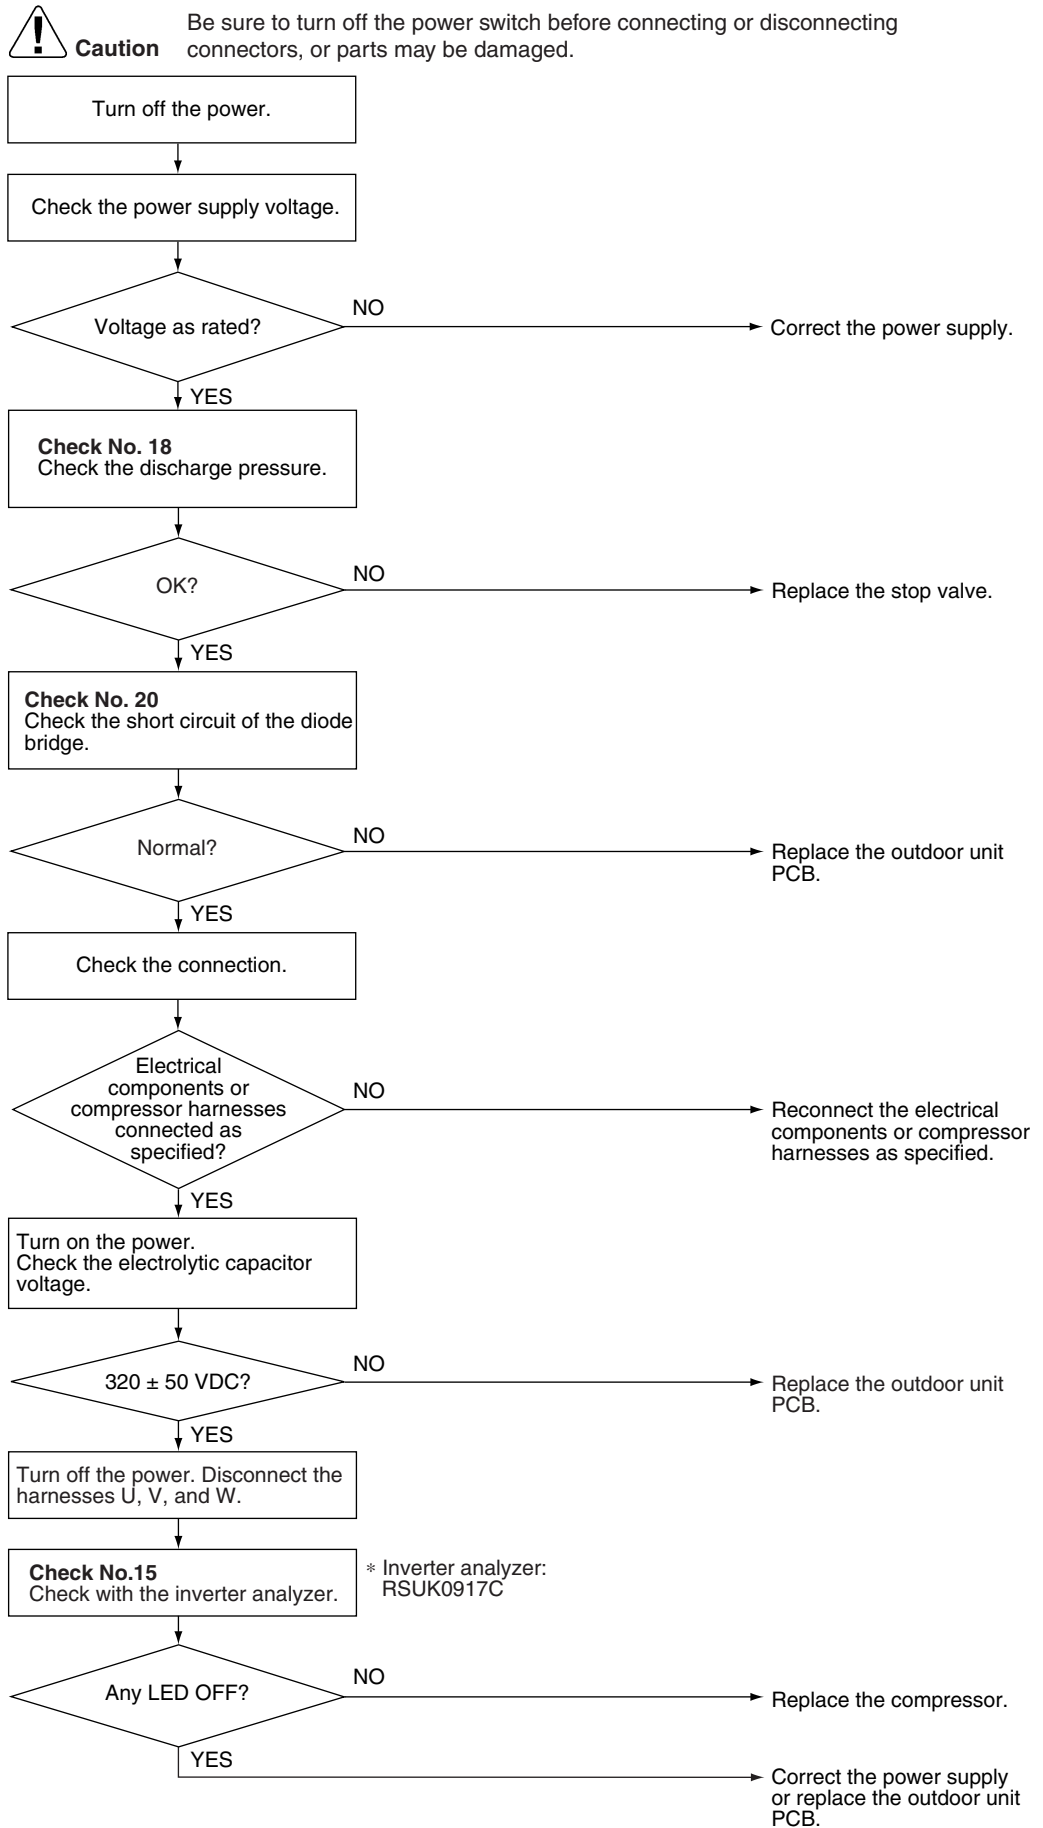 Be sure to turn off the power switch before connecting or disconnecting
Caution connectors, or parts may be damaged.
Turn off the power.
Check the power supply voltage.
NO
Voltage as rated?
Correct the power supply.
YES
Check No. 18
Check the discharge pressure.
NO
OK?
Replace the stop valve.
YES
Check No. 20
Check the short circuit of the diode
bridge.
NO
Normal?
Replace the outdoor unit
PCB.
YES
Check the connection.
Electrical
components or
compressor harnesses
connected as
specified?
NO
Reconnect the electrical
components or compressor
harnesses as specified.
YES
Turn on the power.
Check the electrolytic capacitor
voltage.
NO
320 ± 50 VDC?
Replace the outdoor unit
PCB.
YES
Turn off the power. Disconnect the
harnesses U, V, and W.
Check No.15
Check with the inverter analyzer.
* Inverter analyzer:
RSUK0917C
NO
Any LED OFF?
Replace the compressor.
YES
Correct the power supply
or replace the outdoor unit
PCB.